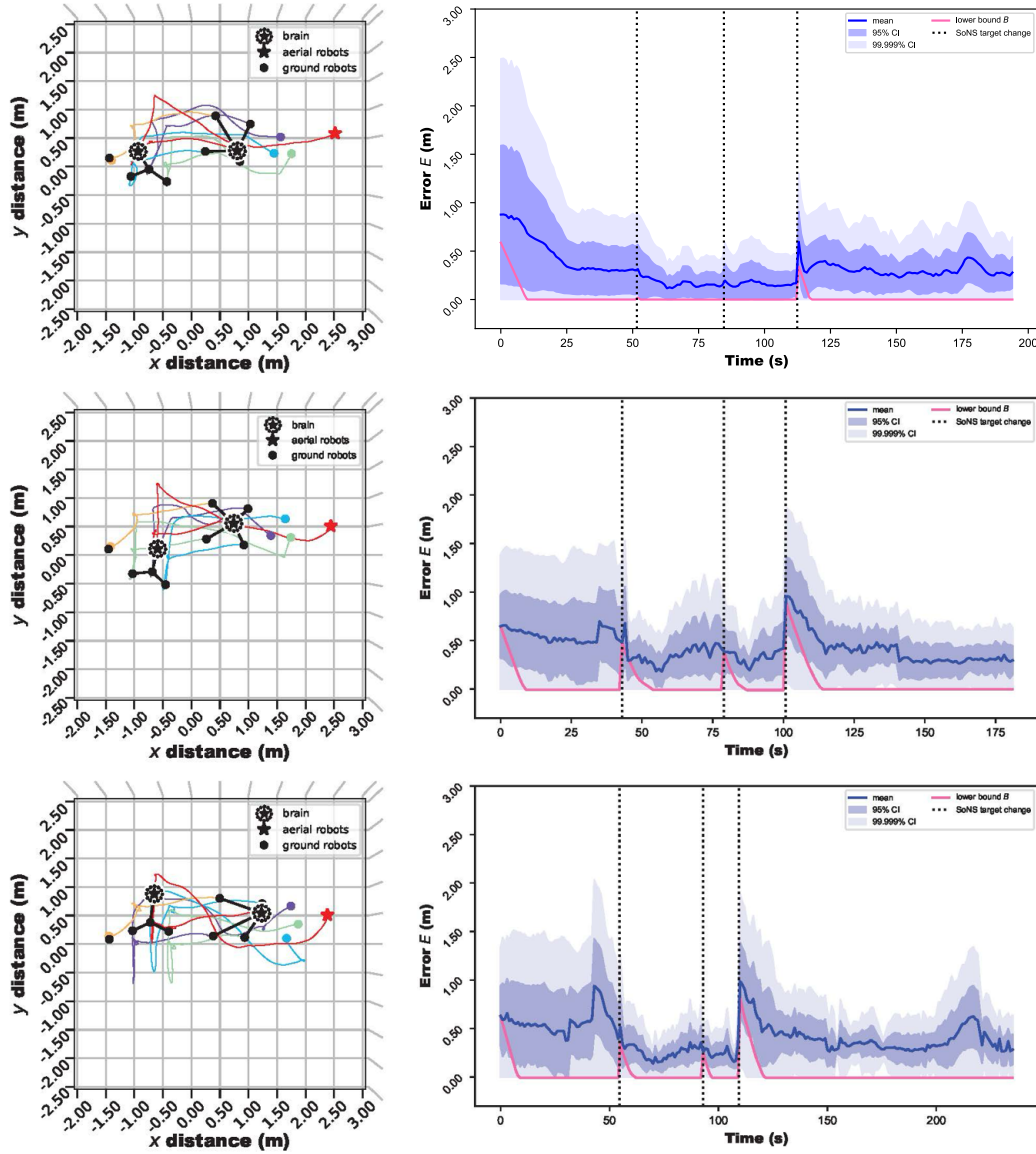 2.50
2.00
1.50
1.00
0.50
0.00
-0.50
-1.00
-1.50
-2.00
-2.50
y distance (m)
brain
aerial robots
ground robots
-2.00 -1.50 -1.00 -0.50 0.00 0.50 1.00 1.50 2.00 2.50 3.00
x distance (m)
3.00
2.50
2.00
1.50
1.00
0.50
0.00
Error E (m)
mean
95% CI
99.999% CI
lower bound B
SoNS target change
0 25 50 75 100 125 150 175 200
Time (s)
2.50
2.00
1.50
1.00
0.50
0.00
-0.50
-1.00
-1.50
-2.00
-2.50
y distance (m)
brain
aerial robots
ground robots
-2.00 -1.50 -1.00 -0.50 0.00 0.50 1.00 1.50 2.00 2.50 3.00
x distance (m)
3.00
2.50
2.00
1.50
1.00
0.50
0.00
Error E (m)
mean
95% CI
99.999% CI
lower bound B
SoNS target change
0 25 50 75 100 125 150 175
Time (s)
2.50
2.00
1.50
1.00
0.50
0.00
-0.50
-1.00
-1.50
-2.00
-2.50
y distance (m)
brain
aerial robots
ground robots
-2.00 -1.50 -1.00 -0.50 0.00 0.50 1.00 1.50 2.00 2.50 3.00
x distance (m)
3.00
2.50
2.00
1.50
1.00
0.50
0.00
Error E (m)
mean
95% CI
99.999% CI
lower bound B
SoNS target change
0 50 100 150 200
Time (s)